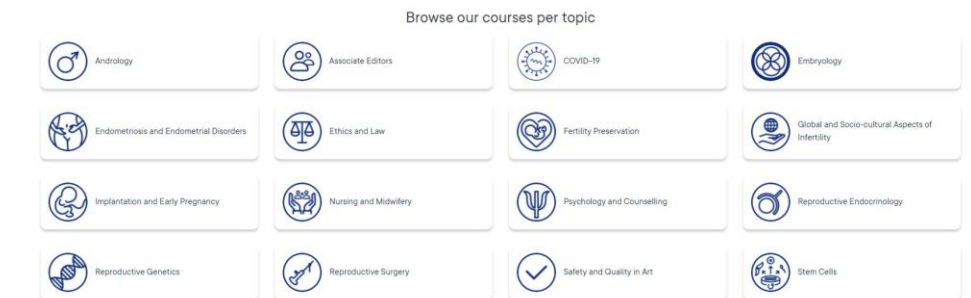 Browse our courses per topic
Andrology
Associate Editors
COVID-19
Embryology
Endometriosis and Endometrial Disorders
Ethics and Law
Fertility Preservation
Global and Socio-cultural Aspects of
Infertility
Implantation and Early Pregnancy
Nursing and Midwifery
Psychology and Counselling
Reproductive Endocrinology
Reproductive Genetics
Reproductive Surgery
Safety and Quality in Art
Stem Cells